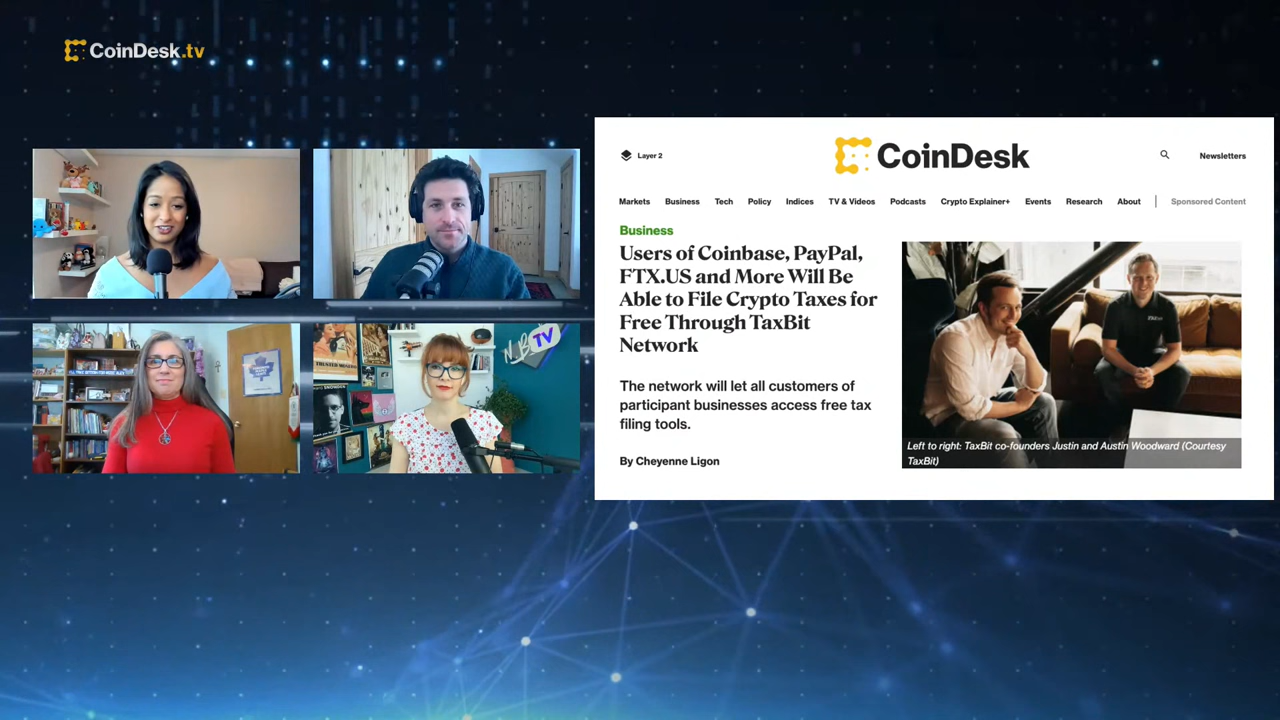 CoinDesk.tv
NBTV
Layer 2
CoinDesk
Newsletters
Markets Business Tech Policy Indices TV & Videos Podcasts Crypto Explainer+ Events Research About Sponsored Content
Business
Users of Coinbase, PayPal,
FTX.US and More Will Be
Able to File Crypto Taxes for
Free Through TaxBit
Network
The network will let all customers of
participant businesses access free tax
filing tools.
By Cheyenne Ligon
Left to right: TaxBit co-founders Justin and Austin Woodward (Courtesy
TaxBit)